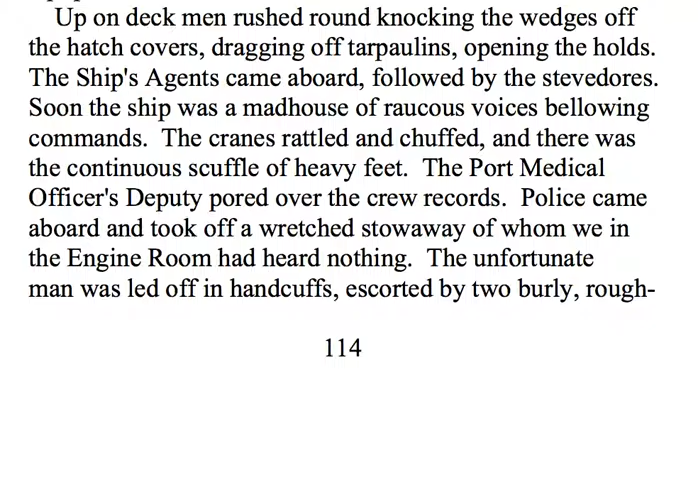 Up on deck men rushed round knocking the wedges off
the hatch covers, dragging off tarpaulins, opening the holds.
The Ship's Agents came aboard, followed by the stevedores.
Soon the ship was a madhouse of raucous voices bellowing
commands.  The cranes rattled and chuffed, and there was
the continuous scuffle of heavy feet.  The Port Medical
Officer's Deputy pored over the crew records.  Police came
aboard and took off a wretched stowaway of whom we in
the Engine Room had heard nothing.  The unfortunate
man was led off in handcuffs, escorted by two burly, rough-
114